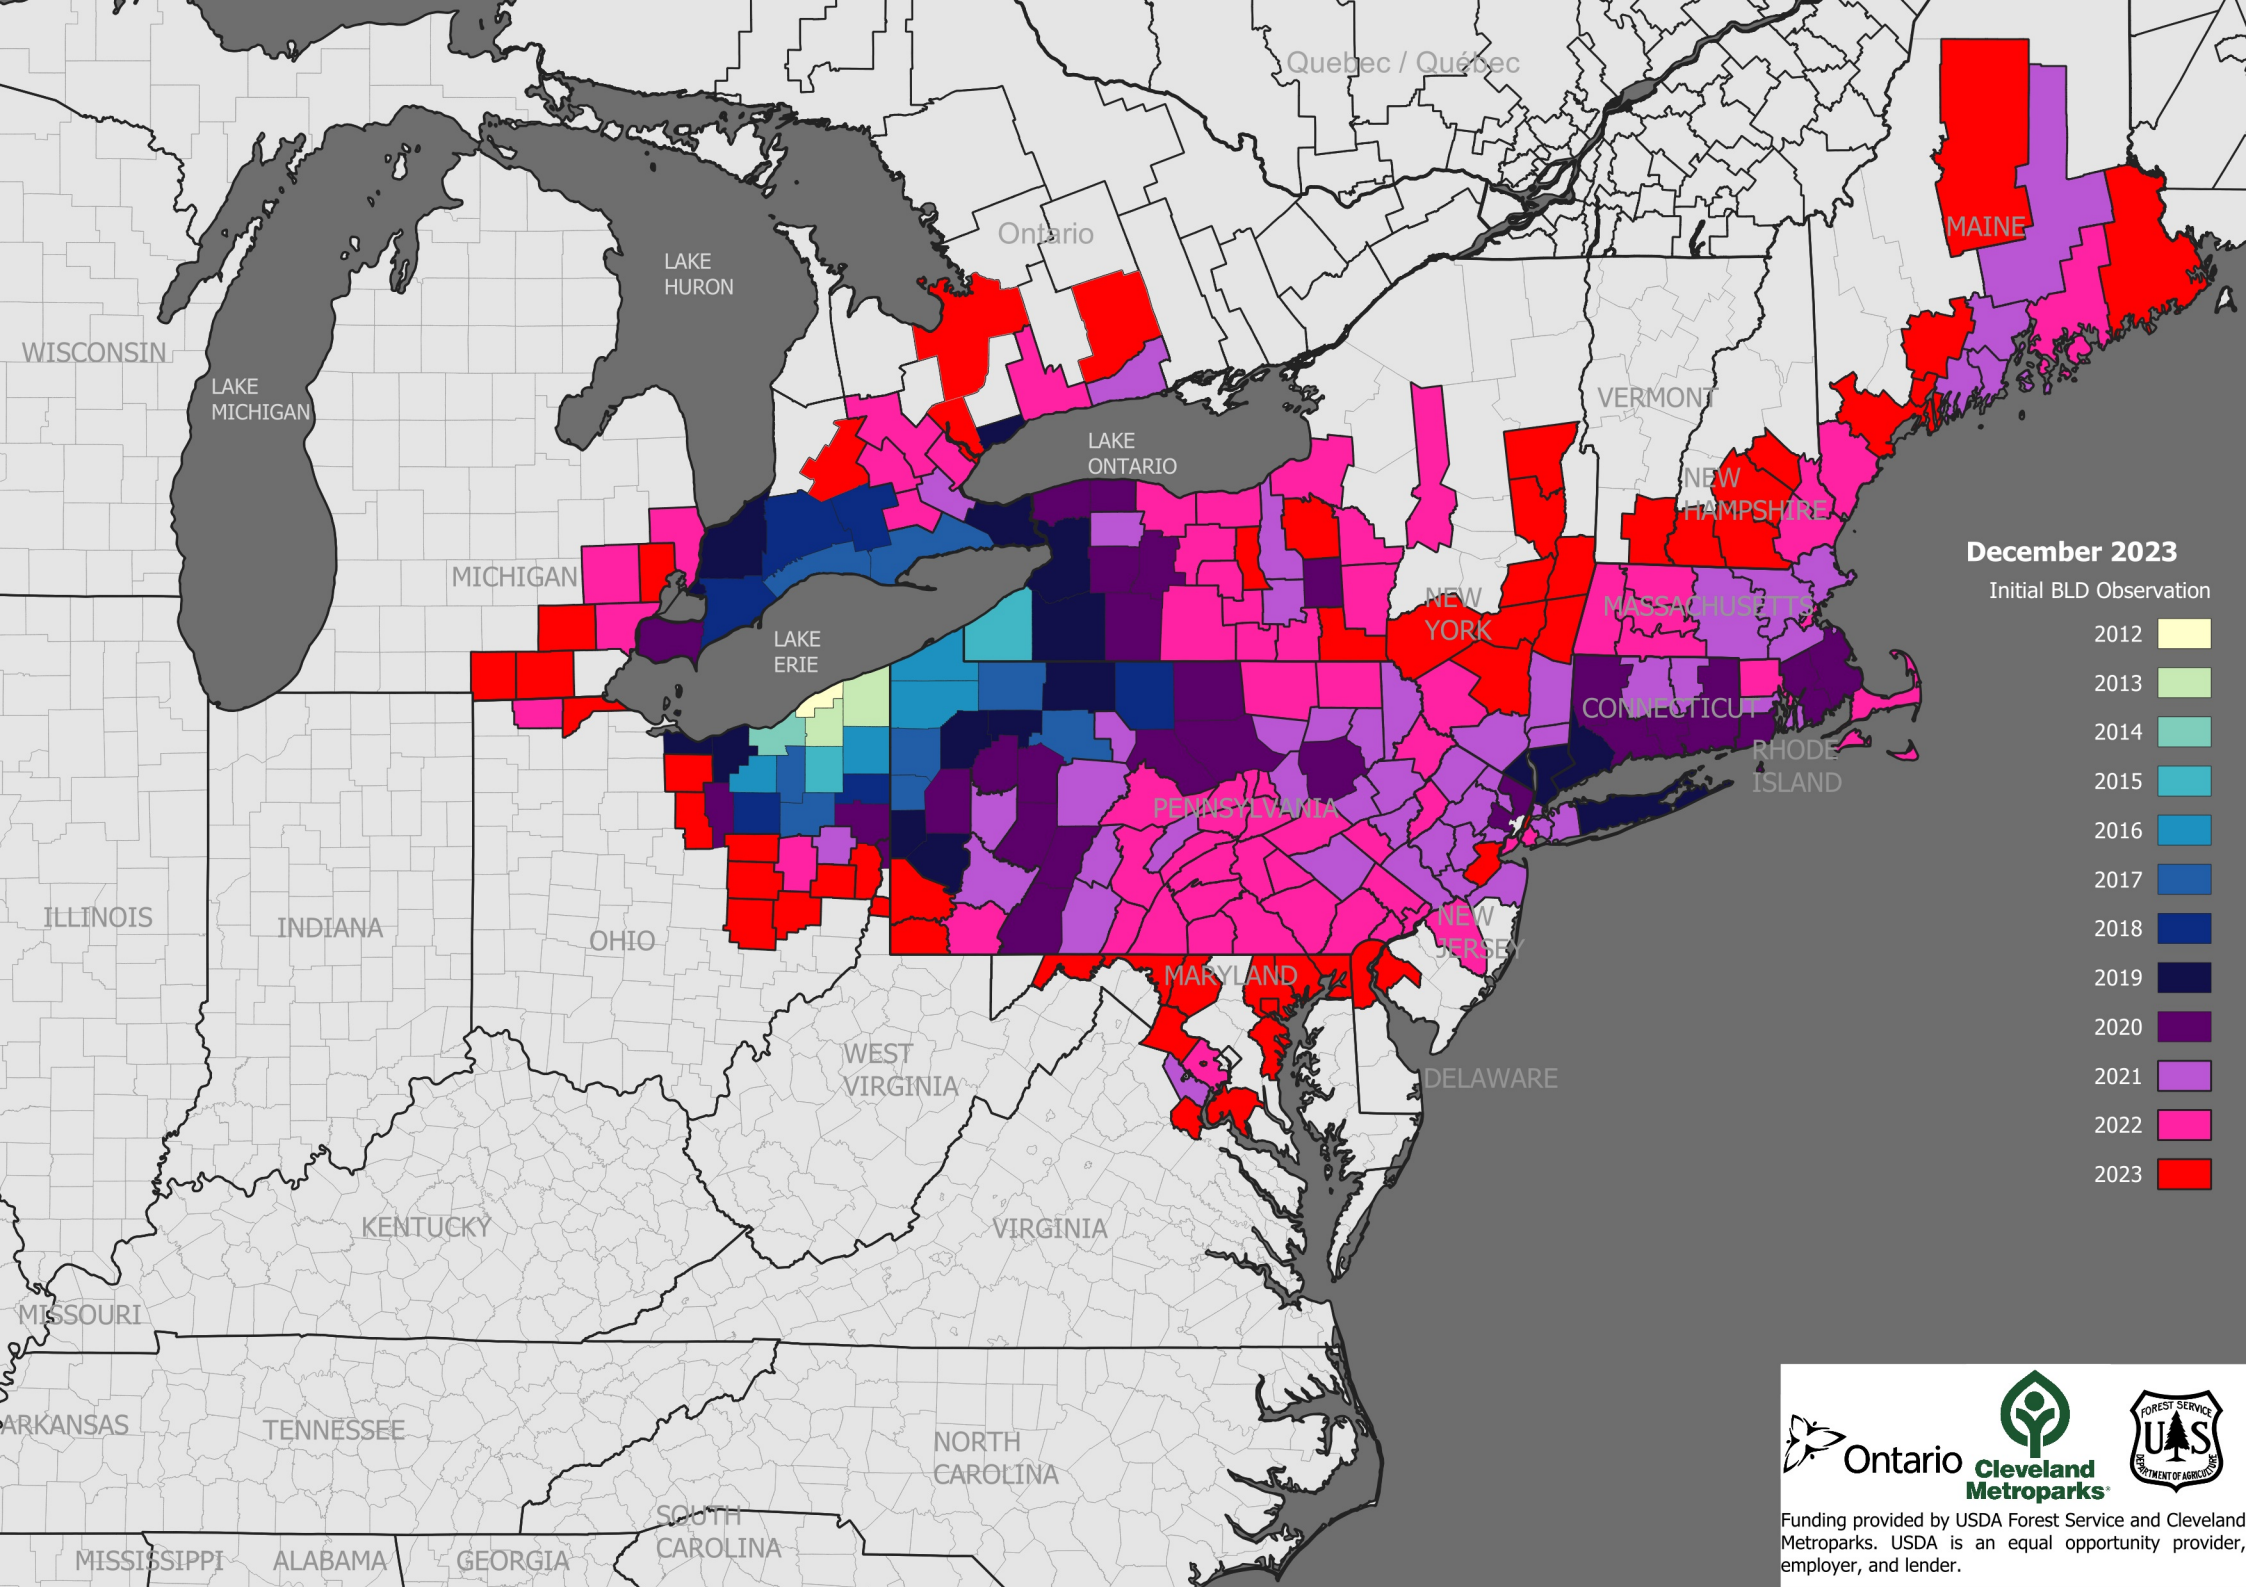 Quebec / Québec
Ontario
MAINE
LAKE
HURON
WISCONSIN
LAKE
MICHIGAN
VERMONT
LAKE
ONTARIO
NEW
HAMPSHIRE
MICHIGAN
NEW
YORK
MASSACHUSETTS
LAKE
ERIE
CONNECTICUT
RHODE
ISLAND
PENNSYLVANIA
ILLINOIS
INDIANA
OHIO
NEW
JERSEY
MARYLAND
WEST
VIRGINIA
DELAWARE
KENTUCKY
VIRGINIA
MISSOURI
ARKANSAS
TENNESSEE
NORTH
CAROLINA
SOUTH
CAROLINA
MISSISSIPPI
ALABAMA
GEORGIA
December 2023
Initial BLD Observation
2012
2013
2014
2015
2016
2017
2018
2019
2020
2021
2022
2023
Ontario
Cleveland
Metroparks
FOREST SERVICE
U S
DEPARTMENT OF AGRICULTURE
Funding provided by USDA Forest Service and Cleveland
Metroparks. USDA is an equal opportunity provider,
employer, and lender.